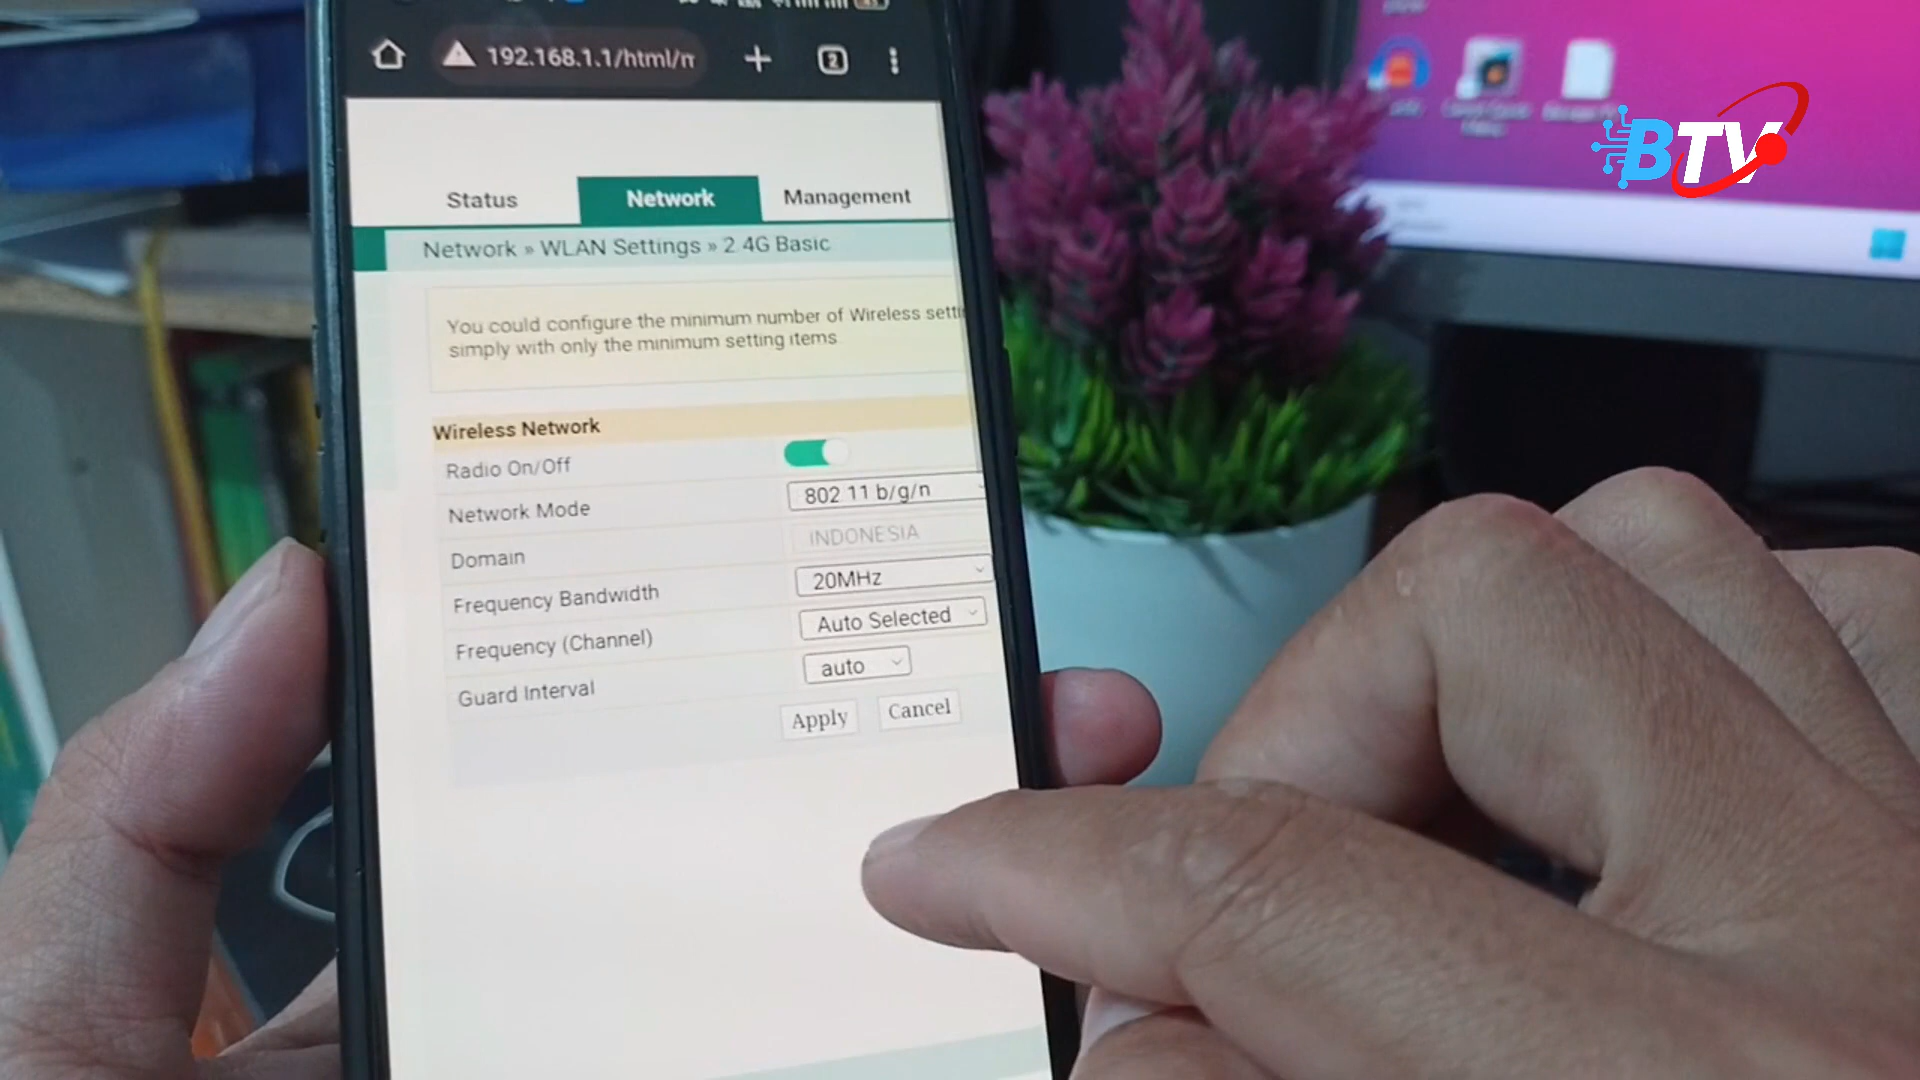 192.168.1.1/html/m
2
BTV
Status
Network
Management
Network » WLAN Settings » 2.4G Basic
You could configure the minimum number of Wireless setti
simply with only the minimum setting items
Wireless Network
Radio On/Off
Network Mode
802 11 b/g/n
Domain
INDONESIA
Frequency Bandwidth
20MHz
Frequency (Channel)
Auto Selected
Guard Interval
auto
Apply
Cancel